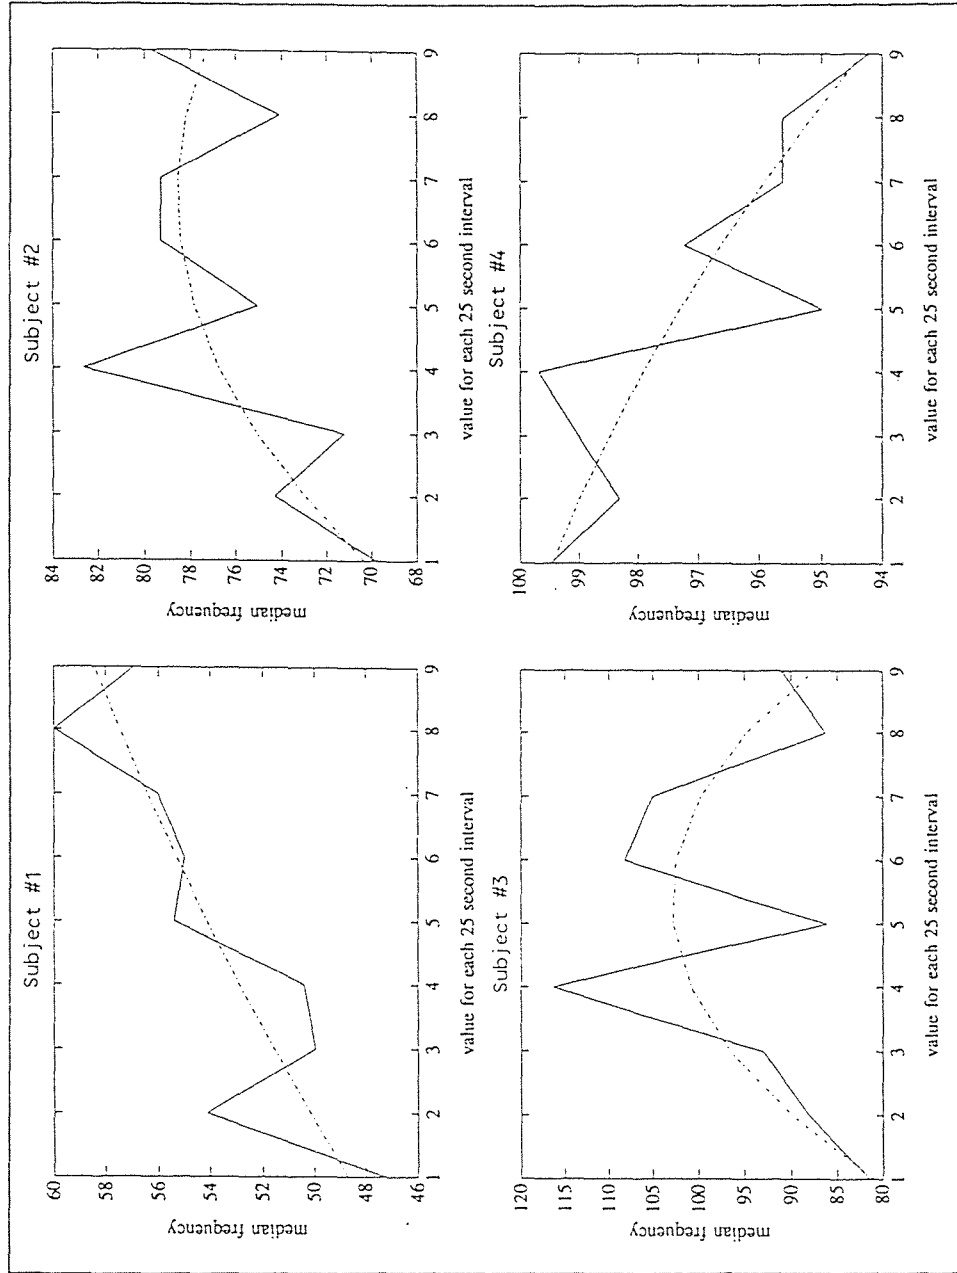 Subject #1
60
58
56
54
52
50
48
46
median frequency
1 2 3 4 5 6 7 8 9
value for each 25 second interval
Subject #2
84
82
80
78
76
74
72
70
68
median frequency
1 2 3 4 5 6 7 8 9
value for each 25 second interval
Subject #3
120
115
110
105
100
95
90
85
80
median frequency
1 2 3 4 5 6 7 8 9
value for each 25 second interval
Subject #4
100
99
98
97
96
95
94
median frequency
1 2 3 4 5 6 7 8 9
value for each 25 second interval